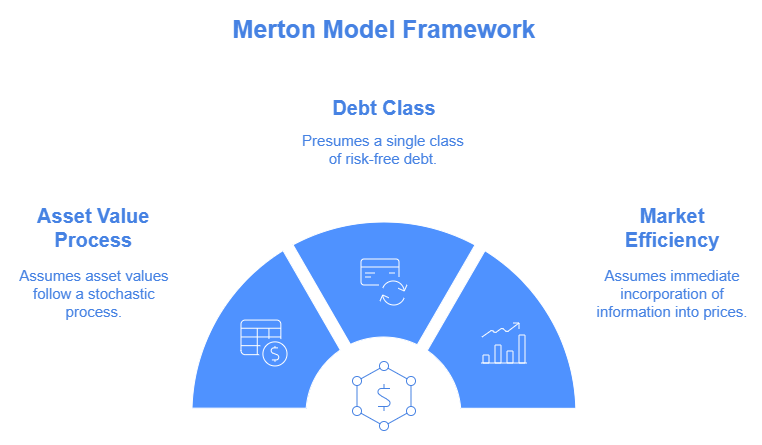 Merton Model Framework
Debt Class
Presumes a single class
of risk-free debt.
Asset Value
Process
Assumes asset values
follow a stochastic
process.
Market
Efficiency
Assumes immediate
incorporation of
information into prices.
$
$